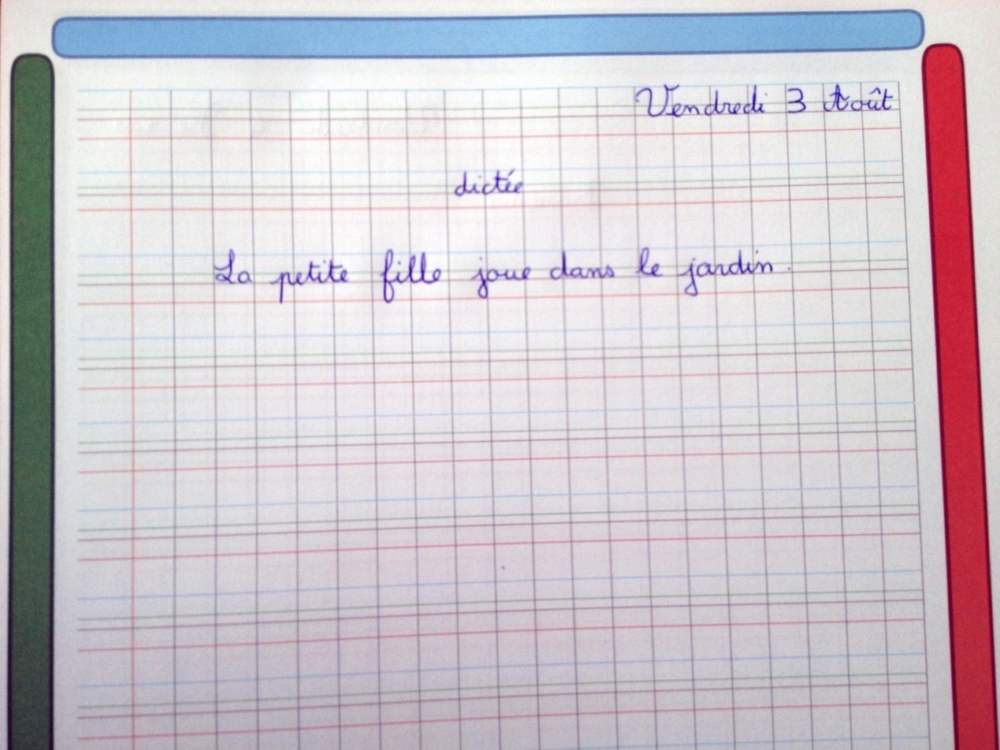 Vendredi 3 Août
dictée
La petite fille joue dans le jardin.